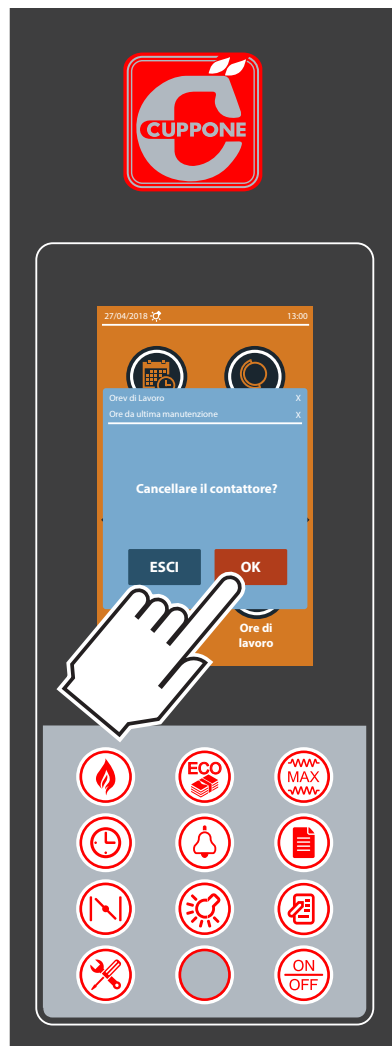 CUPPONE
27/04/2018 13:00
Orev di Lavoro X
Ore da ultima manutenzione X
Cancellare il contattore?
ESCI OK
Ore di
lavoro
ECO
MAX
ON
OFF